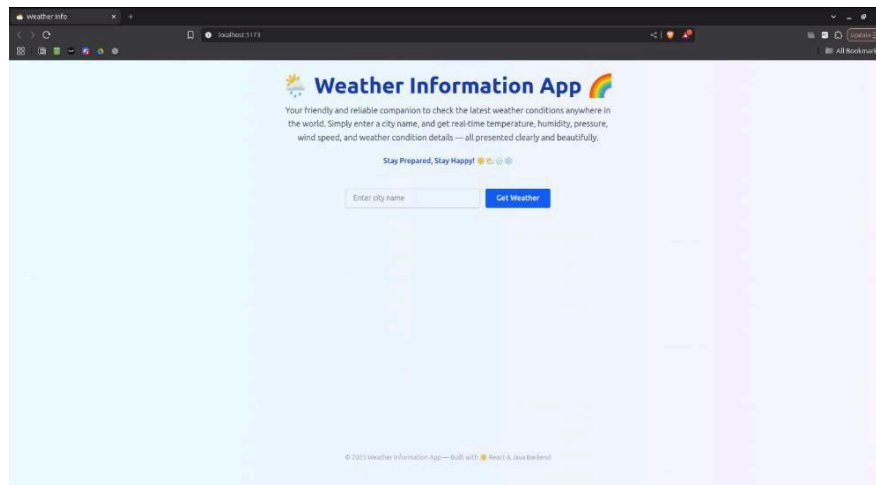 Weather Info
localhost:5173
Update
All Bookmark
Weather Information App
Your friendly and reliable companion to check the latest weather conditions anywhere in
the world. Simply enter a city name, and get real-time temperature, humidity, pressure,
wind speed, and weather condition details — all presented clearly and beautifully.
Stay Prepared, Stay Happy!
Enter city name
Get Weather
© 2025 Weather Information App — Built with ☀️ React & Java Backend